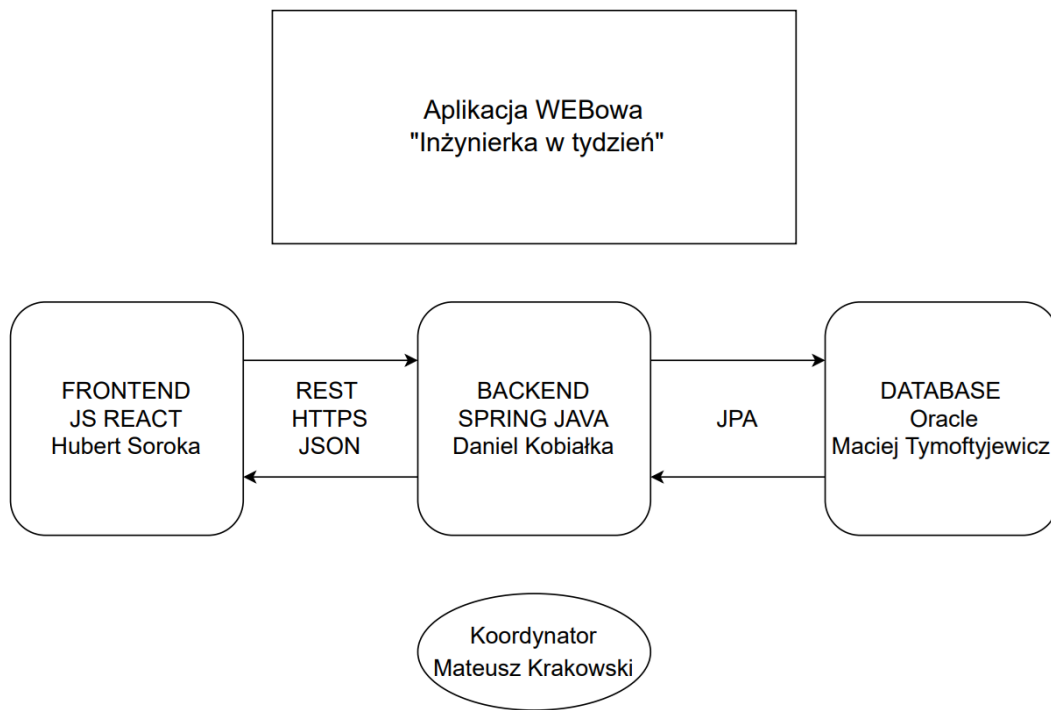 Aplikacja WEBowa
"Inżynierka w tydzień"
FRONTEND
JS REACT
Hubert Soroka
REST
HTTPS
JSON
BACKEND
SPRING JAVA
Daniel Kobiałka
JPA
DATABASE
Oracle
Maciej Tymoftyjewicz
Koordynator
Mateusz Krakowski